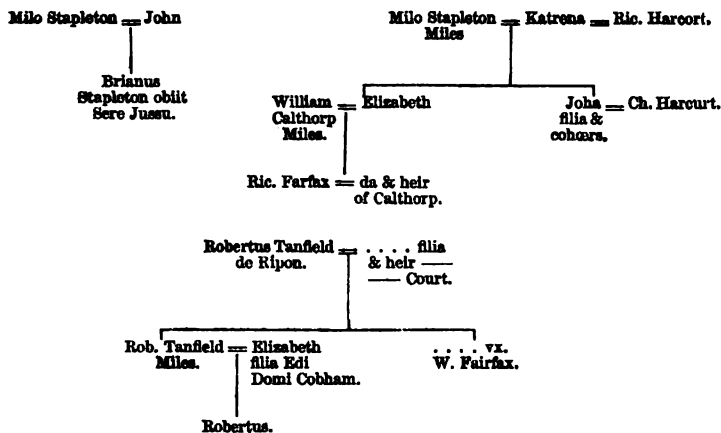 Milo Stapleton = John
Brianus
Stapleton obiit
Sere Jussu.
Milo Stapleton = Katrena = Ric. Harcort.
Miles
William = Elizabeth
Calthorp
Miles.
Joha = Ch. Harcurt.
filia &
cohœrs.
Ric. Farfax = da & heir
of Calthorp.
Robertus Tanfield = . . . . filia
de Ripon. & heir ——
—— Court.
Rob. Tanfield = Elizabeth
Miles. filia Edi
Domi Cobham.
. . . . vx.
W. Fairfax.
Robertus.